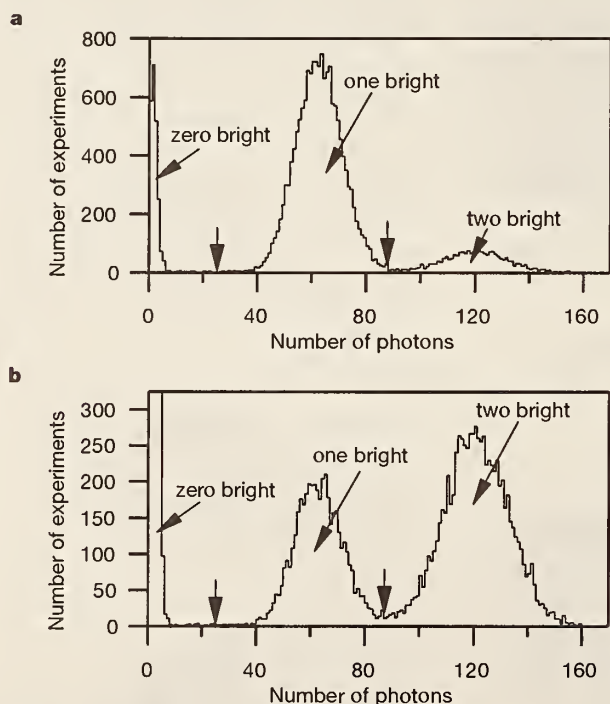 a
800
600
400
200
0
Number of experiments
zero bright
one bright
two bright
0 40 80 120 160
Number of photons
b
300
250
200
150
100
50
0
Number of experiments
zero bright
one bright
two bright
0 40 80 120 160
Number of photons